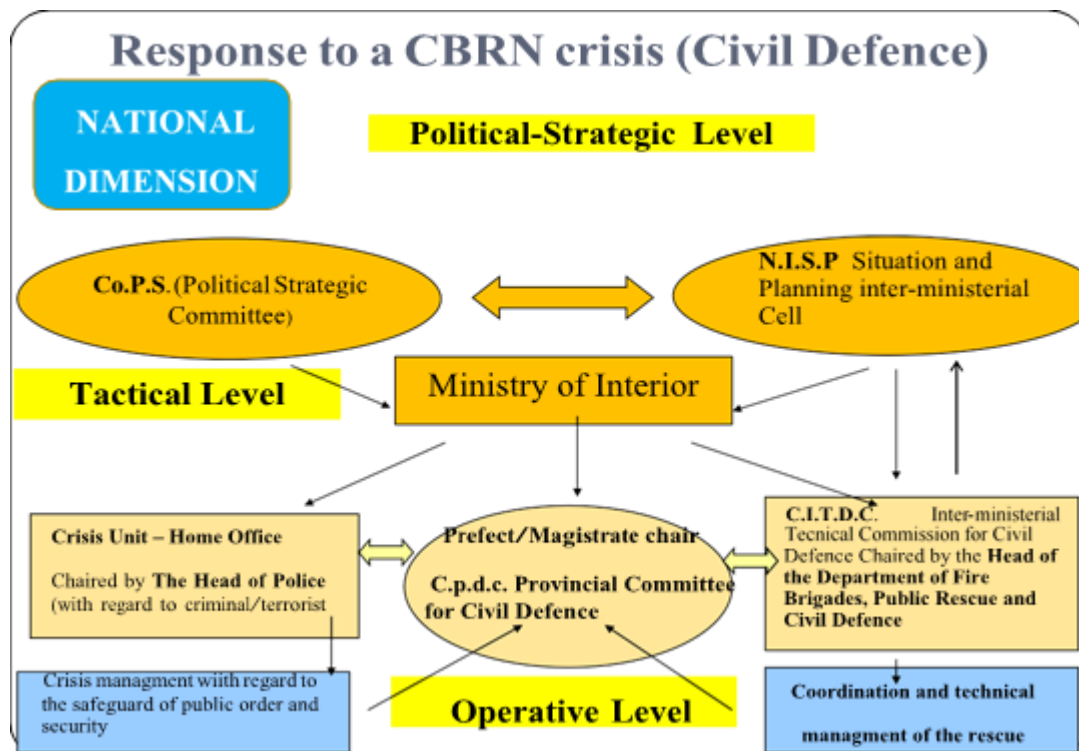 Response to a CBRN crisis (Civil Defence)
NATIONAL
DIMENSION
Political-Strategic Level
Co.P.S. (Political Strategic
Committee)
N.I.S.P Situation and
Planning inter-ministerial
Cell
Tactical Level
Ministry of Interior
Crisis Unit – Home Office
Chaired by The Head of Police
(with regard to criminal/terrorist
Prefect/Magistrate chair
C.p.d.c. Provincial Committee
for Civil Defence
C.I.T.D.C. Inter-ministerial
Tecnical Commission for Civil
Defence Chaired by the Head
of the Department of Fire
Brigades, Public Rescue and
Civil Defence
Crisis managment wiith regard to
the safeguard of public order and
security
Operative Level
Coordination and technical
managment of the rescue